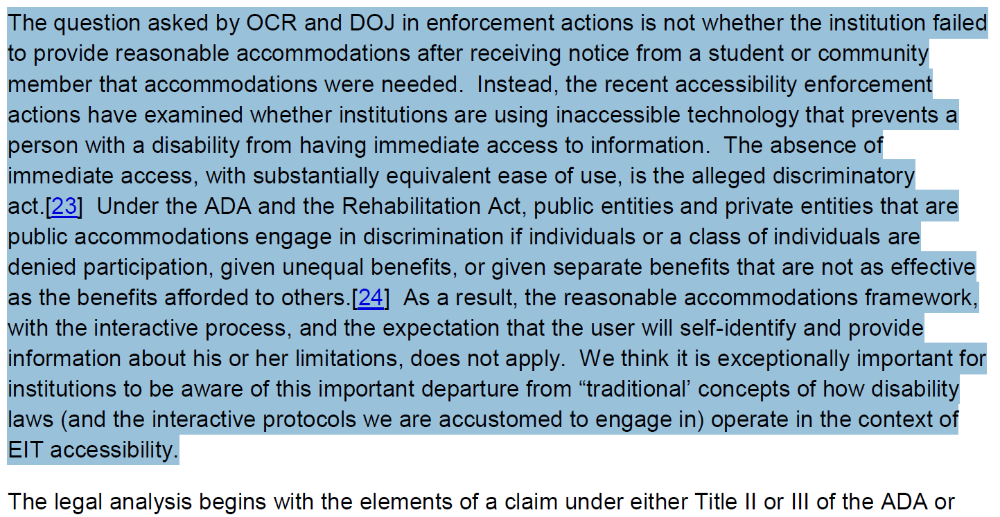 The question asked by OCR and DOJ in enforcement actions is not whether the institution failed
to provide reasonable accommodations after receiving notice from a student or community
member that accommodations were needed.  Instead, the recent accessibility enforcement
actions have examined whether institutions are using inaccessible technology that prevents a
person with a disability from having immediate access to information.  The absence of
immediate access, with substantially equivalent ease of use, is the alleged discriminatory
act.[23]  Under the ADA and the Rehabilitation Act, public entities and private entities that are
public accommodations engage in discrimination if individuals or a class of individuals are
denied participation, given unequal benefits, or given separate benefits that are not as effective
as the benefits afforded to others.[24]  As a result, the reasonable accommodations framework,
with the interactive process, and the expectation that the user will self-identify and provide
information about his or her limitations, does not apply.  We think it is exceptionally important for
institutions to be aware of this important departure from “traditional’ concepts of how disability
laws (and the interactive protocols we are accustomed to engage in) operate in the context of
EIT accessibility.
The legal analysis begins with the elements of a claim under either Title II or III of the ADA or